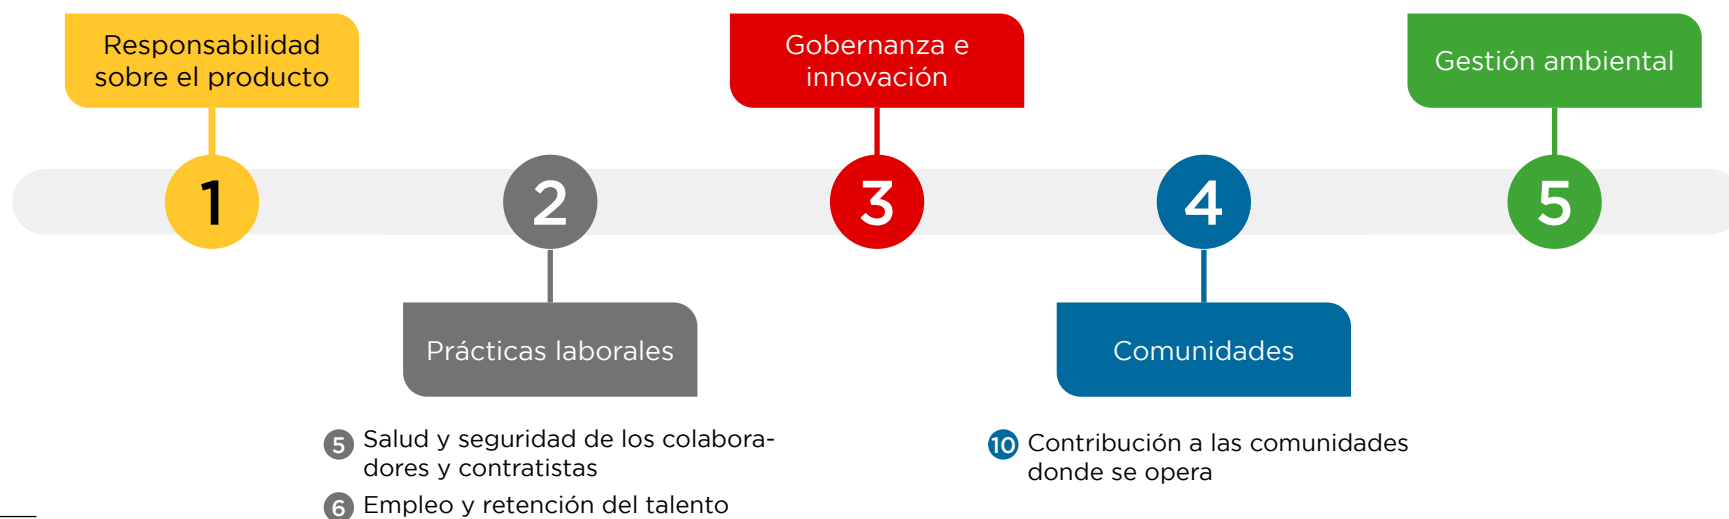 Responsabilidad
sobre el producto
Gobernanza e
innovación
Gestión ambiental
1
2
3
4
5
Prácticas laborales
Comunidades
5 Salud y seguridad de los colabora-
dores y contratistas
6 Empleo y retención del talento
10 Contribución a las comunidades
donde se opera